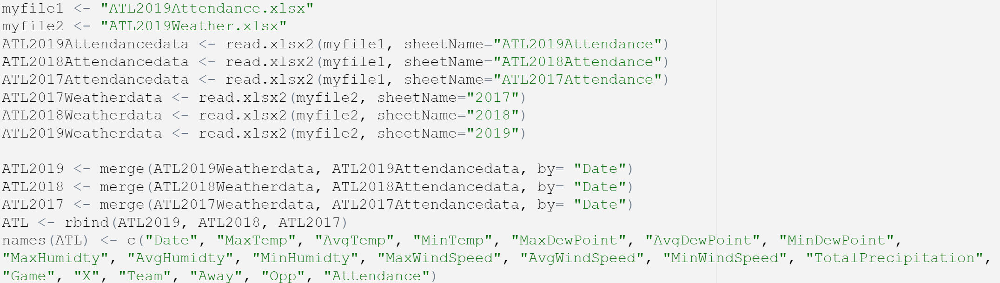 myfile1 <- "ATL2019Attendance.xlsx"
myfile2 <- "ATL2019Weather.xlsx"
ATL2019Attendancedata <- read.xlsx2(myfile1, sheetName="ATL2019Attendance")
ATL2018Attendancedata <- read.xlsx2(myfile1, sheetName="ATL2018Attendance")
ATL2017Attendancedata <- read.xlsx2(myfile1, sheetName="ATL2017Attendance")
ATL2017Weatherdata <- read.xlsx2(myfile2, sheetName="2017")
ATL2018Weatherdata <- read.xlsx2(myfile2, sheetName="2018")
ATL2019Weatherdata <- read.xlsx2(myfile2, sheetName="2019")
ATL2019 <- merge(ATL2019Weatherdata, ATL2019Attendancedata, by= "Date")
ATL2018 <- merge(ATL2018Weatherdata, ATL2018Attendancedata, by= "Date")
ATL2017 <- merge(ATL2017Weatherdata, ATL2017Attendancedata, by= "Date")
ATL <- rbind(ATL2019, ATL2018, ATL2017)
names(ATL) <- c("Date", "MaxTemp", "AvgTemp", "MinTemp", "MaxDewPoint", "AvgDewPoint", "MinDewPoint",
"MaxHumidty", "AvgHumidty", "MinHumidty", "MaxWindSpeed", "AvgWindSpeed", "MinWindSpeed", "TotalPrecipitation",
"Game", "X", "Team", "Away", "Opp", "Attendance")